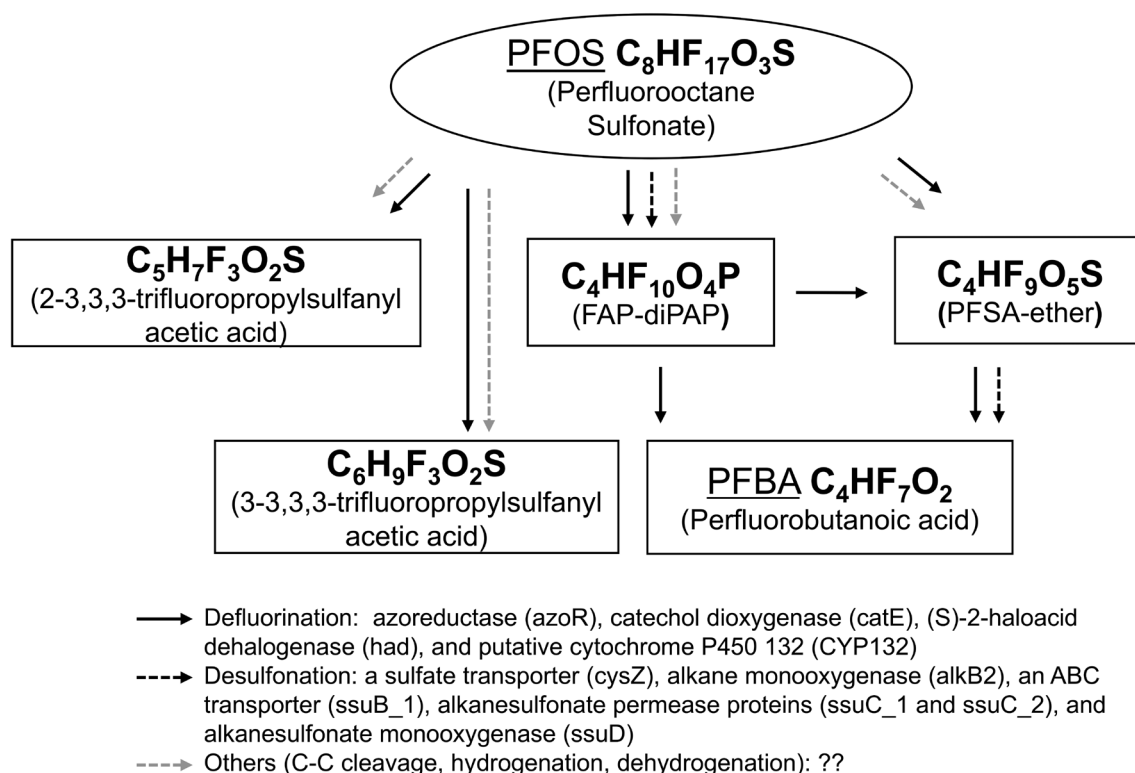 PFOS C₈HF₁₇O₃S
(Perfluorooctane
Sulfonate)
C₅H₇F₃O₂S
(2-3,3,3-trifluoropropylsulfanyl
acetic acid)
C₄HF₁₀O₄P
(FAP-diPAP)
C₄HF₉O₅S
(PFSA-ether)
C₆H₉F₃O₂S
(3-3,3,3-trifluoropropylsulfanyl
acetic acid)
PFBA C₄HF₇O₂
(Perfluorobutanoic acid)
Defluorination: azoreductase (azoR), catechol dioxygenase (catE), (S)-2-haloacid
dehalogenase (had), and putative cytochrome P450 132 (CYP132)
Desulfonation: a sulfate transporter (cysZ), alkane monooxygenase (alkB2), an ABC
transporter (ssuB_1), alkanesulfonate permease proteins (ssuC_1 and ssuC_2), and
alkanesulfonate monooxygenase (ssuD)
Others (C-C cleavage, hydrogenation, dehydrogenation): ??